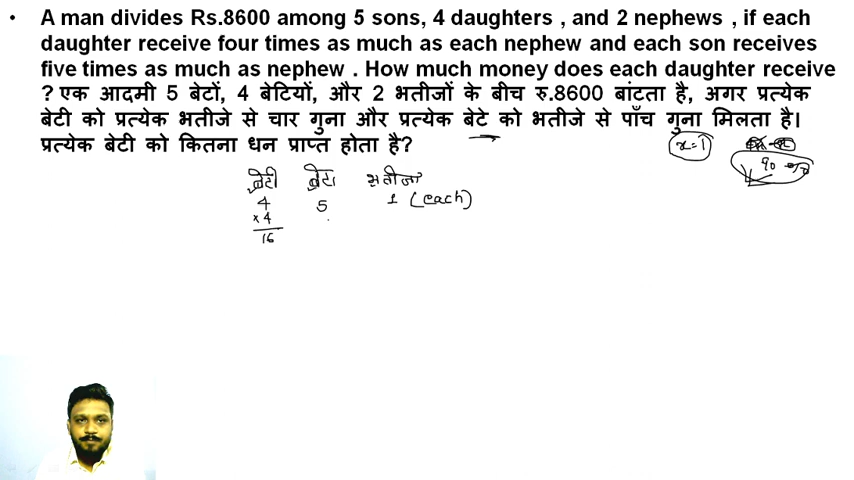 • A man divides Rs.8600 among 5 sons, 4 daughters , and 2 nephews , if each
daughter receive four times as much as each nephew and each son receives
five times as much as nephew . How much money does each daughter receive
? एक आदमी 5 बेटों, 4 बेटियों, और 2 भतीजों के बीच रु.8600 बांटता है, अगर प्रत्येक
बेटी को प्रत्येक भतीजे से चार गुना और प्रत्येक बेटे को भतीजे से पाँच गुना मिलता है।
प्रत्येक बेटी को कितना धन प्राप्त होता है?
x=1
90 %
बेटी बेटा भतीजा
4 5 1 (each)
×4
16